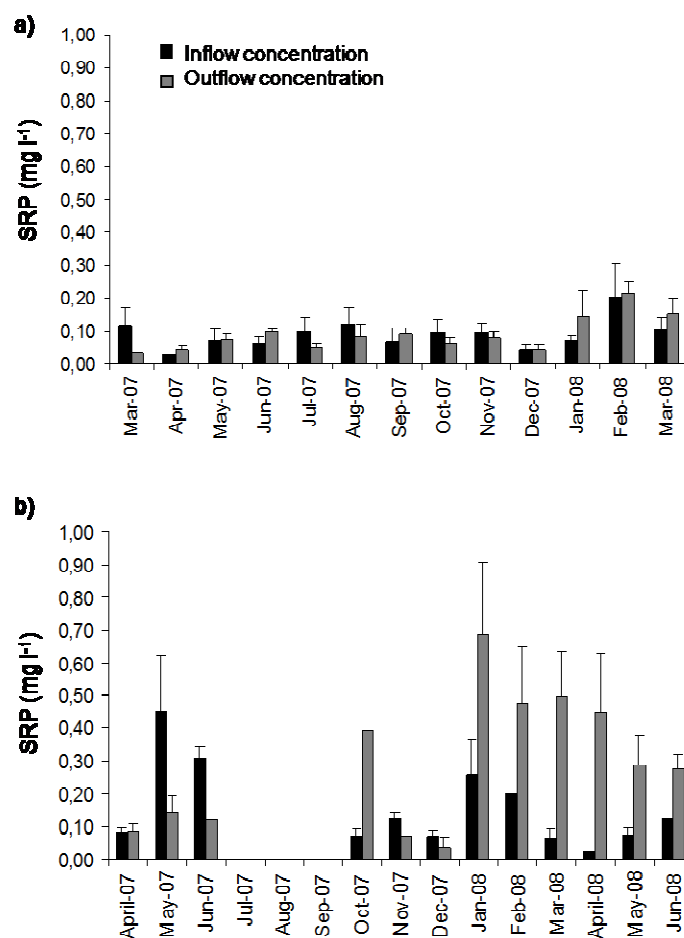 a)
1,00
0,90
0,80
0,70
0,60
0,50
0,40
0,30
0,20
0,10
0,00
SRP (mg l-1)
Inflow concentration
Outflow concentration
Mar-07
Apr-07
May-07
Jun-07
Jul-07
Aug-07
Sep-07
Oct-07
Nov-07
Dec-07
Jan-08
Feb-08
Mar-08
b)
1,00
0,90
0,80
0,70
0,60
0,50
0,40
0,30
0,20
0,10
0,00
SRP (mg l-1)
April-07
May-07
Jun-07
Jul-07
Aug-07
Sep-07
Oct-07
Nov-07
Dec-07
Jan-08
Feb-08
Mar-08
April-08
May-08
Jun-08